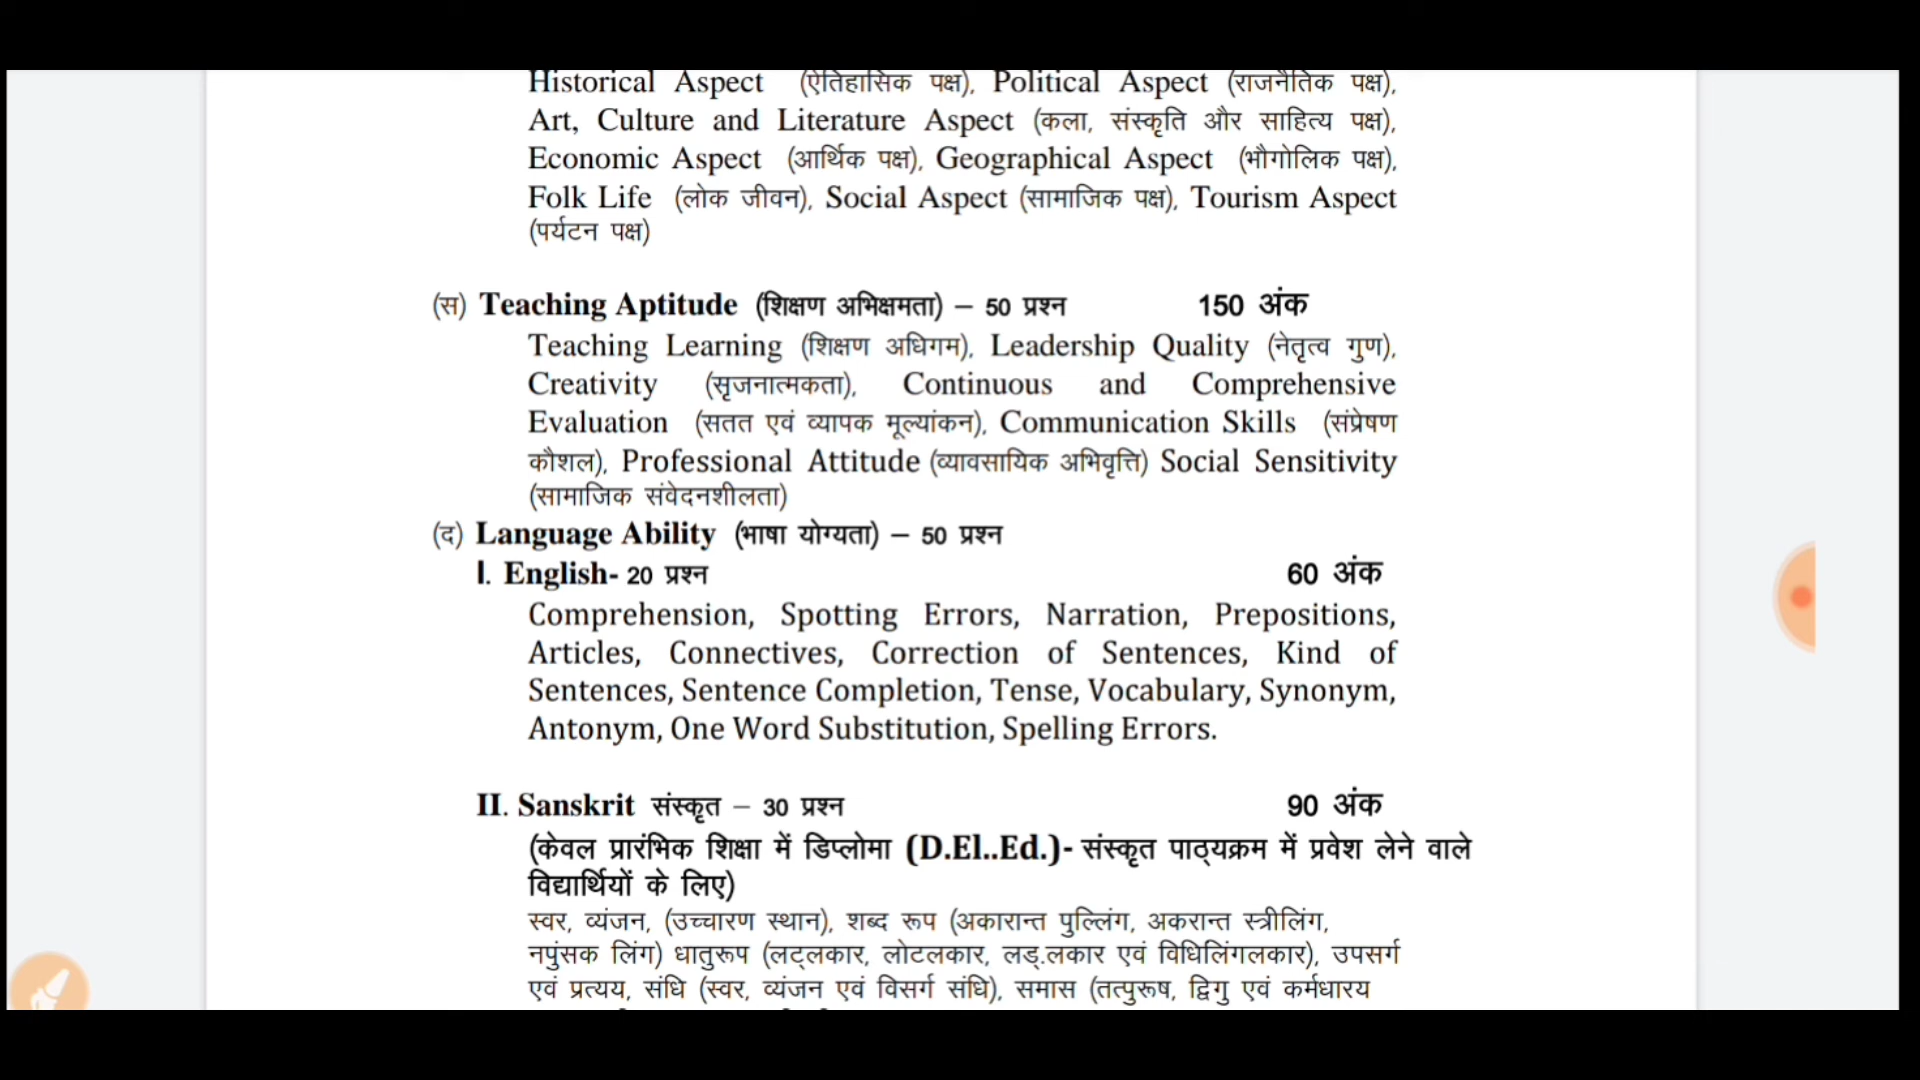 Historical Aspect (ऐतिहासिक पक्ष), Political Aspect (राजनैतिक पक्ष),
Art, Culture and Literature Aspect (कला, संस्कृति और साहित्य पक्ष),
Economic Aspect (आर्थिक पक्ष), Geographical Aspect (भौगोलिक पक्ष),
Folk Life (लोक जीवन), Social Aspect (सामाजिक पक्ष), Tourism Aspect
(पर्यटन पक्ष)
(स) Teaching Aptitude (शिक्षण अभिक्षमता) – 50 प्रश्न 150 अंक
Teaching Learning (शिक्षण अधिगम), Leadership Quality (नेतृत्व गुण),
Creativity (सृजनात्मकता), Continuous and Comprehensive
Evaluation (सतत एवं व्यापक मूल्यांकन), Communication Skills (संप्रेषण
कौशल), Professional Attitude (व्यावसायिक अभिवृत्ति) Social Sensitivity
(सामाजिक संवेदनशीलता)
(द) Language Ability (भाषा योग्यता) – 50 प्रश्न
I. English- 20 प्रश्न 60 अंक
Comprehension, Spotting Errors, Narration, Prepositions,
Articles, Connectives, Correction of Sentences, Kind of
Sentences, Sentence Completion, Tense, Vocabulary, Synonym,
Antonym, One Word Substitution, Spelling Errors.
II. Sanskrit संस्कृत – 30 प्रश्न 90 अंक
(केवल प्रारंभिक शिक्षा में डिप्लोमा (D.El..Ed.)- संस्कृत पाठ्यक्रम में प्रवेश लेने वाले
विद्यार्थियों के लिए)
स्वर, व्यंजन, (उच्चारण स्थान), शब्द रूप (अकारान्त पुल्लिंग, अकरान्त स्त्रीलिंग,
नपुंसक लिंग) धातुरूप (लट्लकार, लोटलकार, लड्.लकार एवं विधिलिंगलकार), उपसर्ग
एवं प्रत्यय, संधि (स्वर, व्यंजन एवं विसर्ग संधि), समास (तत्पुरूष, द्विगु एवं कर्मधारय